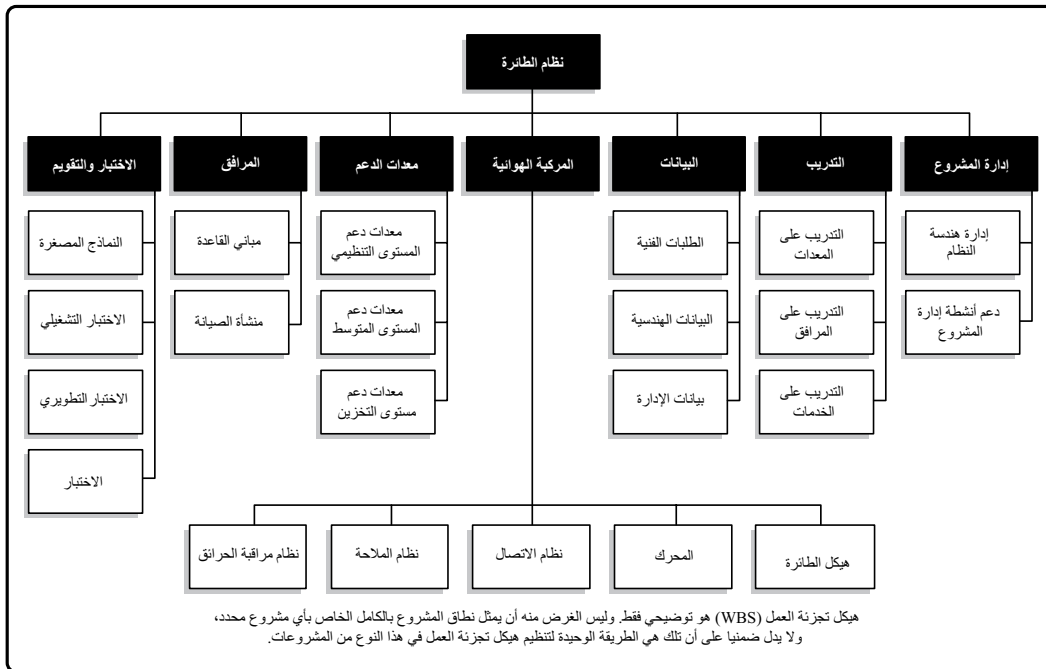 نظام الطائرة
إدارة المشروع
التدريب
البيانات
المركبة الهوائية
معدات الدعم
المرافق
الاختبار والتقويم
إدارة هندسة
النظام
دعم أنشطة إدارة
المشروع
التدريب على
المعدات
التدريب على
المرافق
التدريب على
الخدمات
الطلبات الفنية
البيانات الهندسية
بيانات الإدارة
معدات دعم
المستوى التنظيمي
معدات دعم
المستوى المتوسط
معدات دعم
مستوى التخزين
مباني القاعدة
منشأة الصيانة
النماذج المصغرة
الاختبار التشغيلي
الاختبار التطويري
الاختبار
هيكل الطائرة
المحرك
نظام الاتصال
نظام الملاحة
نظام مراقبة الحرائق
هيكل تجزئة العمل (WBS) هو توضيحي فقط. وليس الغرض منه أن يمثل نطاق المشروع بالكامل الخاص بأي مشروع محدد،
ولا يدل ضمنيا على أن تلك هي الطريقة الوحيدة لتنظيم هيكل تجزئة العمل في هذا النوع من المشروعات.